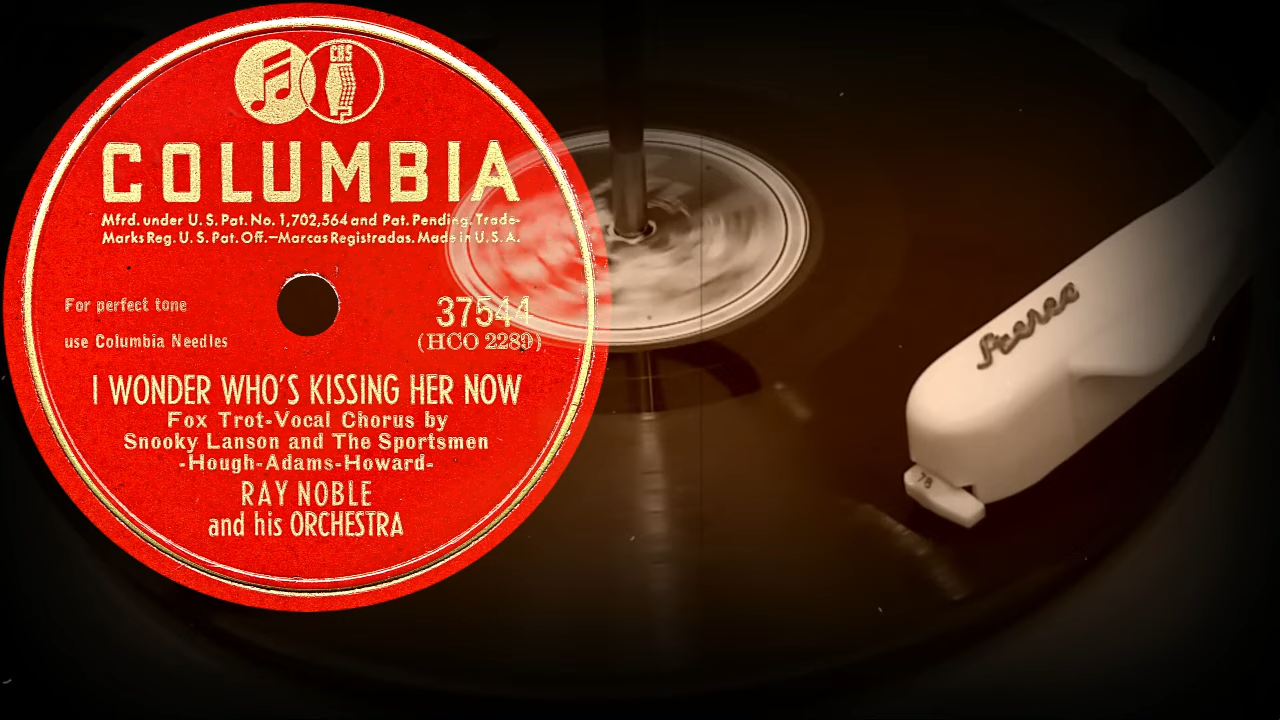 CBS
COLUMBIA
Mfrd. under U. S. Pat. No. 1,702,564 and Pat. Pending. Trade-
Marks Reg. U. S. Pat. Off.—Marcas Registradas. Made in U. S. A.
For perfect tone
use Columbia Needles
37544
(HCO 2289)
I WONDER WHO'S KISSING HER NOW
Fox Trot-Vocal Chorus by
Snooky Lanson and The Sportsmen
-Hough-Adams-Howard-
RAY NOBLE
and his ORCHESTRA
Stereo
78